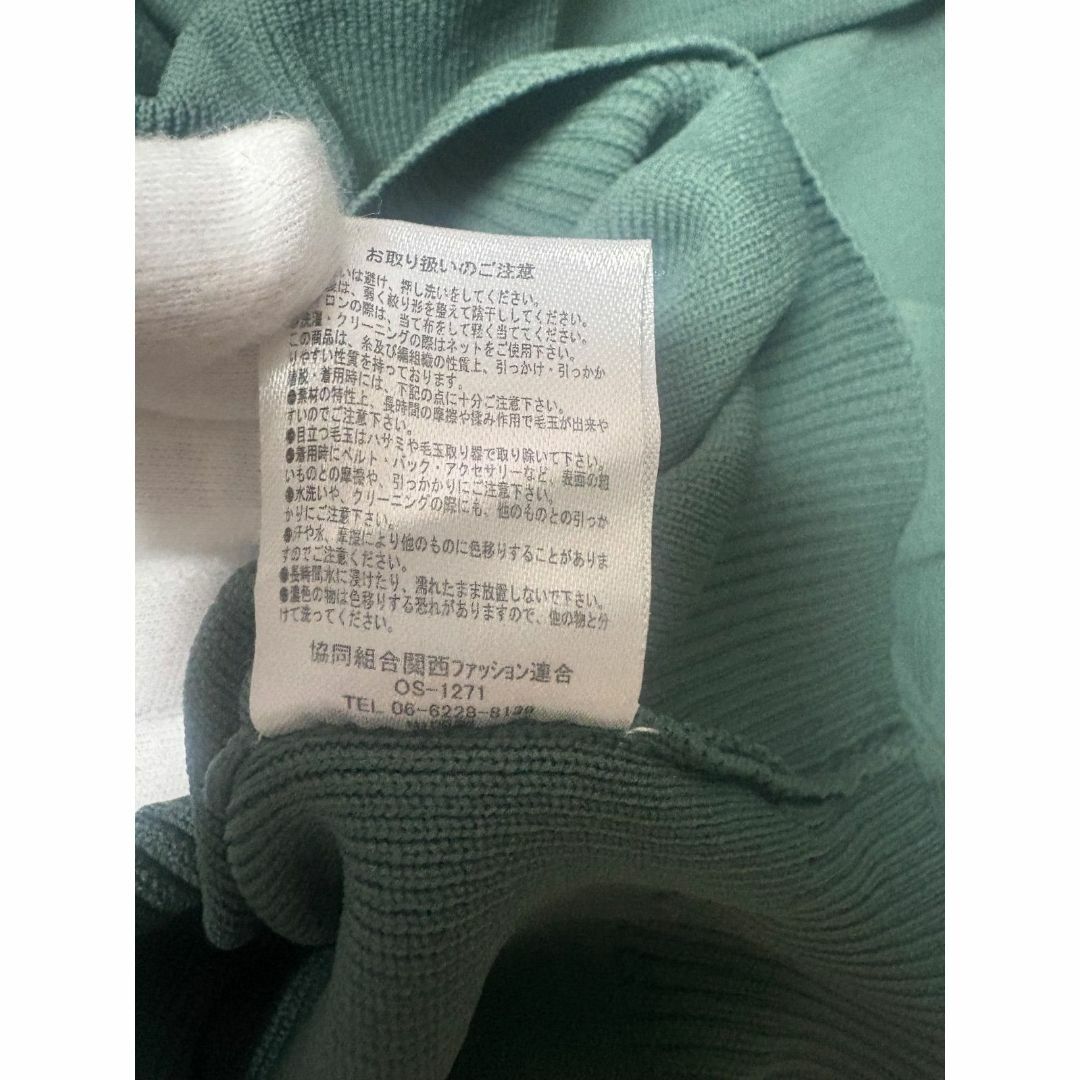 お取り扱いのご注意
いは避け、押し洗いをしてください。
は、弱く絞り形を整えて陰干ししてください。
ロンの際は、当て布をして軽く当ててください。
洗濯・クリーニングの際はネットをご使用下さい。
この商品は、糸及び編組織の性質上、引っかけ・引っかか
りやすい性質を持っております。
着脱・着用時には、下記の点に十分ご注意下さい。
●素材の特性上、長時間の摩擦や揉み作用で毛玉が出来や
すいのでご注意下さい。
●目立つ毛玉はハサミや毛玉取り器で取り除いて下さい。
●着用時にベルト・バック・アクセサリーなど、表面の粗
いものとの摩擦や、引っかかりにご注意下さい。
●水洗いや、クリーニングの際にも、他のものとの引っか
かりにご注意下さい。
●汗や水、摩擦により他のものに色移りすることがありま
すのでご注意ください。
●長時間水に浸けたり、濡れたまま放置しないで下さい。
●濃色の物は色移りする恐れがありますので、他の物と分
けて洗ってください。
協同組合関西ファッション連合
OS-1271
TEL 06-6228-